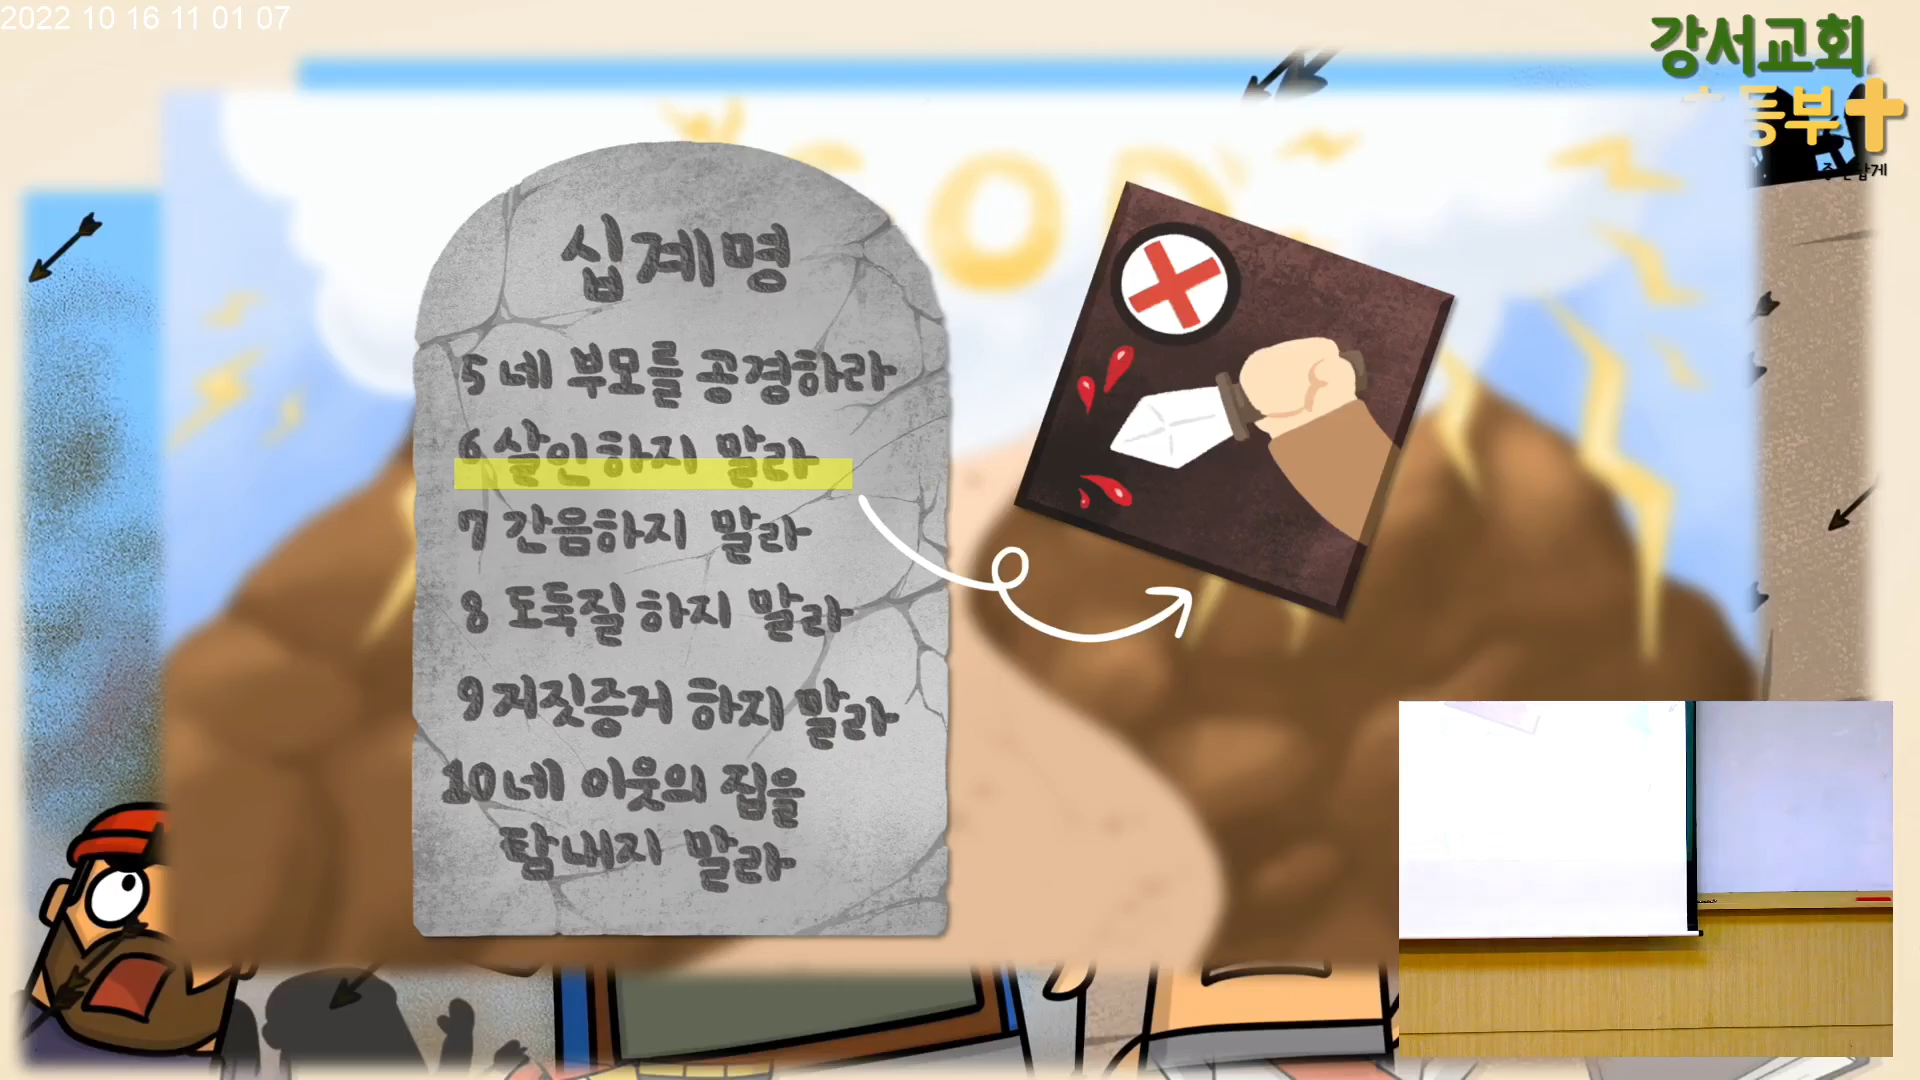 2022 10 16 11 01 07
강서교회
등부
GOD
십계명
5 네 부모를 공경하라
6 살인하지 말라
7 간음하지 말라
8 도둑질 하지 말라
9 거짓증거 하지 말라
10 네 이웃의 집을
탐내지 말라